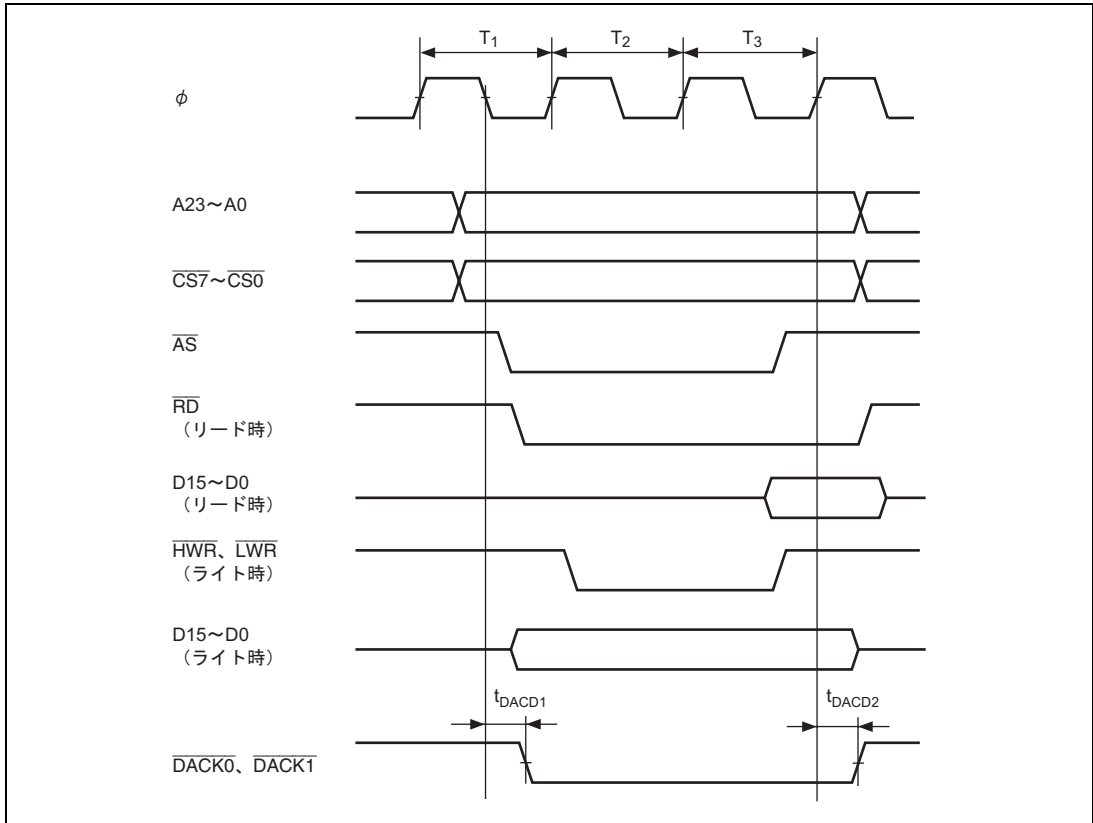 T1 T2 T3
φ
A23～A0
CS7～CS0
AS
RD
（リード時）
D15～D0
（リード時）
HWR、LWR
（ライト時）
D15～D0
（ライト時）
tDACD1 tDACD2
DACK0、DACK1